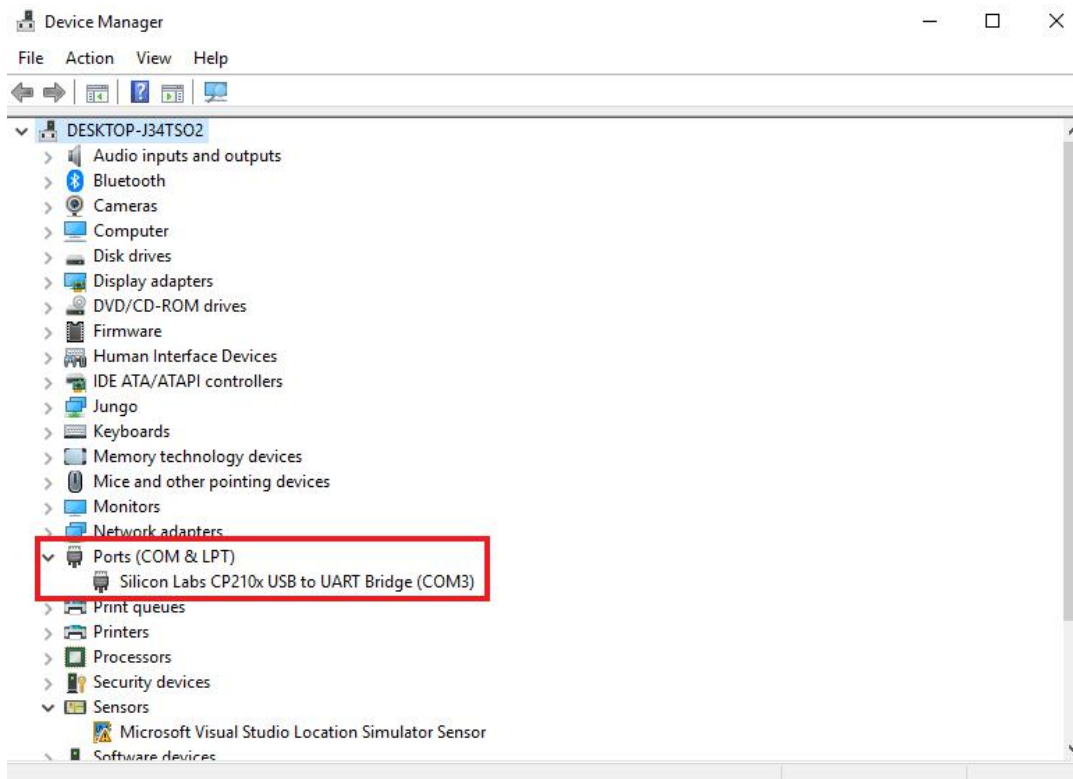 Device Manager
File Action View Help
DESKTOP-J34TSO2
Audio inputs and outputs
Bluetooth
Cameras
Computer
Disk drives
Display adapters
DVD/CD-ROM drives
Firmware
Human Interface Devices
IDE ATA/ATAPI controllers
Jungo
Keyboards
Memory technology devices
Mice and other pointing devices
Monitors
Network adapters
Ports (COM & LPT)
Silicon Labs CP210x USB to UART Bridge (COM3)
Print queues
Printers
Processors
Security devices
Sensors
Microsoft Visual Studio Location Simulator Sensor
Software devices